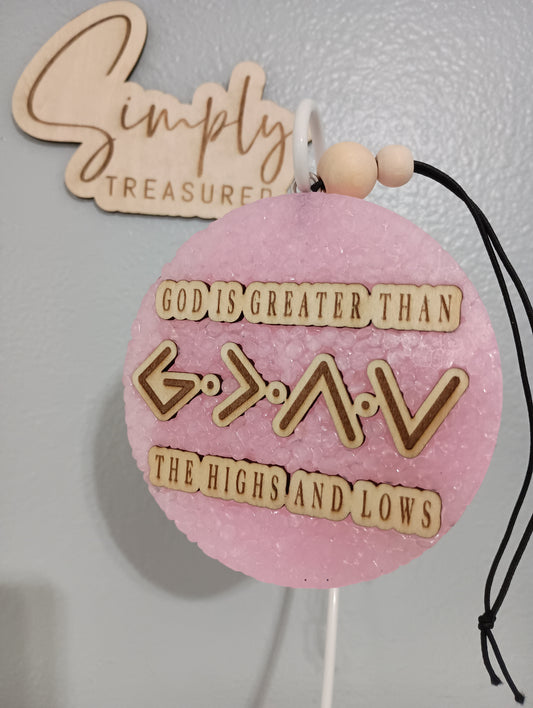 Simply
TREASURED
GOD IS GREATER THAN
G > ∧ V
THE HIGHS AND LOWS